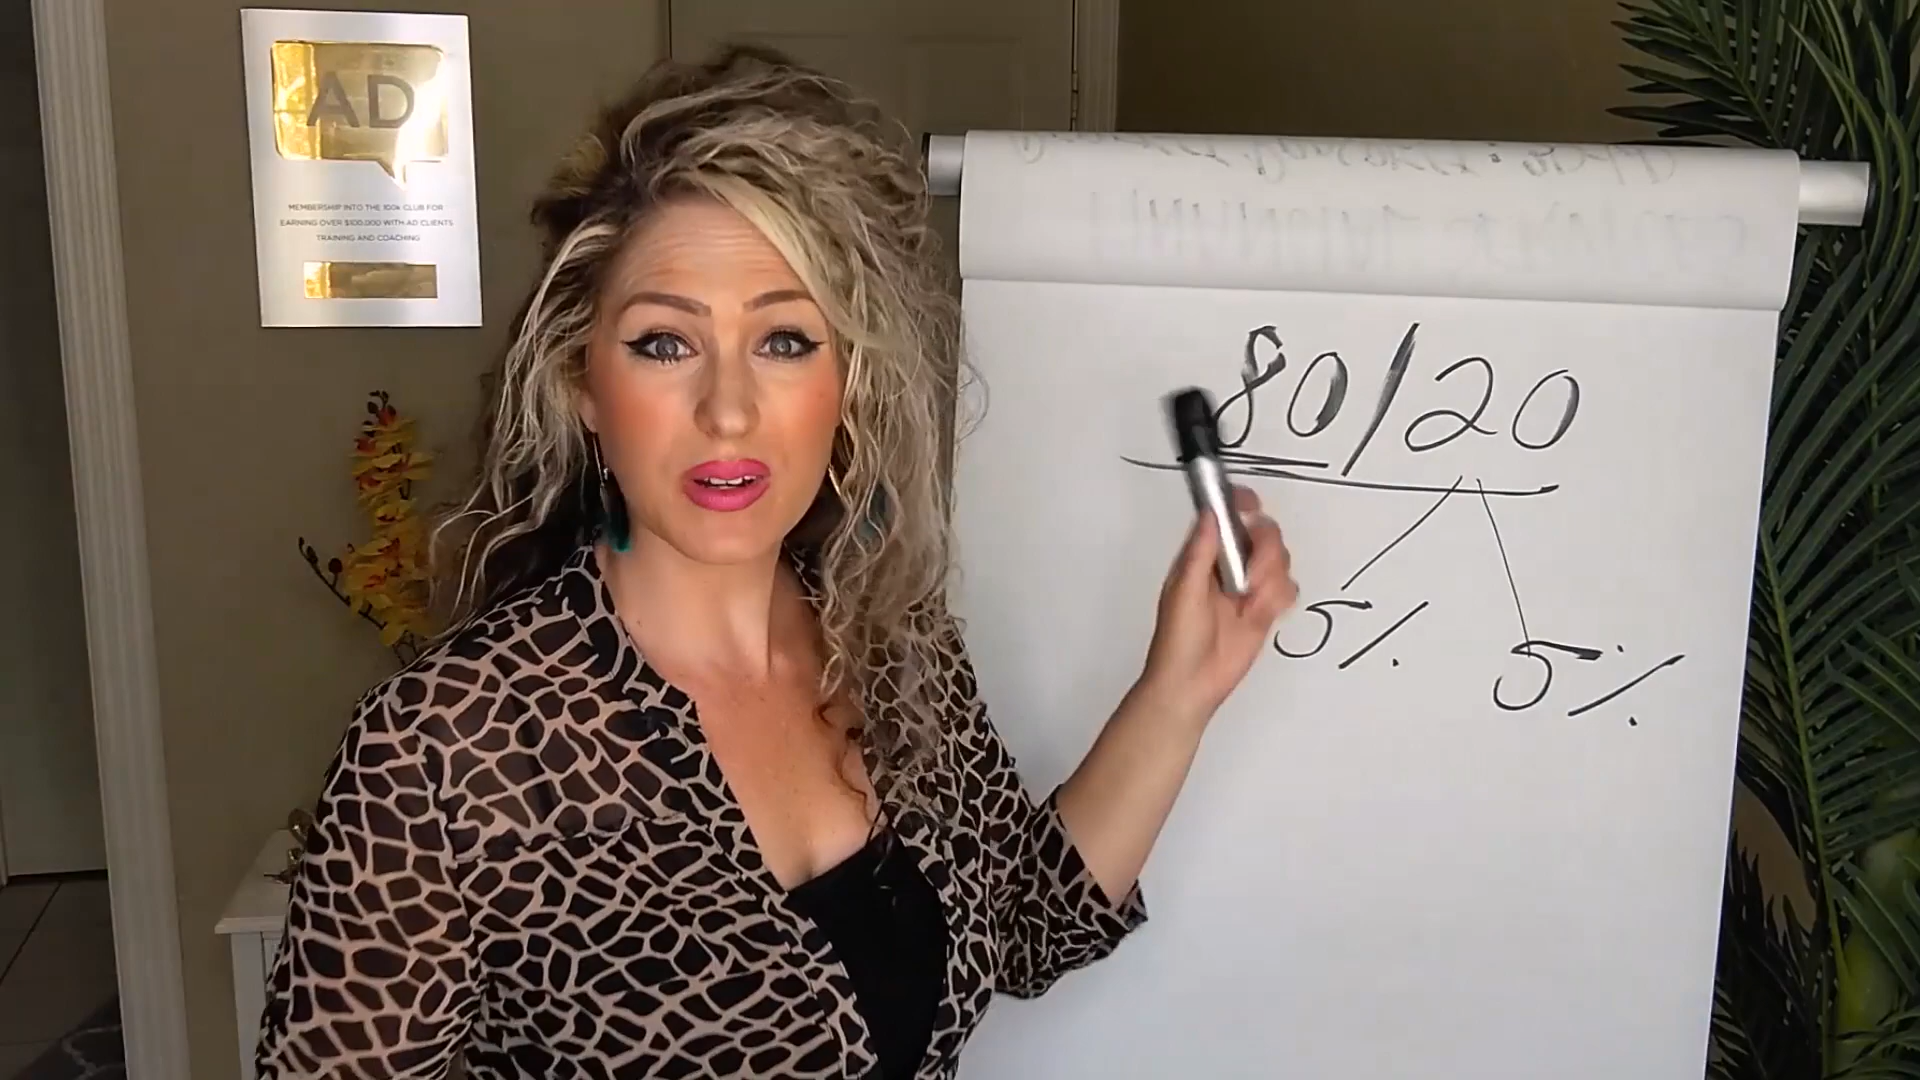 AD
MEMBERSHIP INTO THE 100k CLUB FOR
EARNING OVER $100,000 WITH AD CLIENTS
TRAINING AND COACHING
80/20
5% 5%